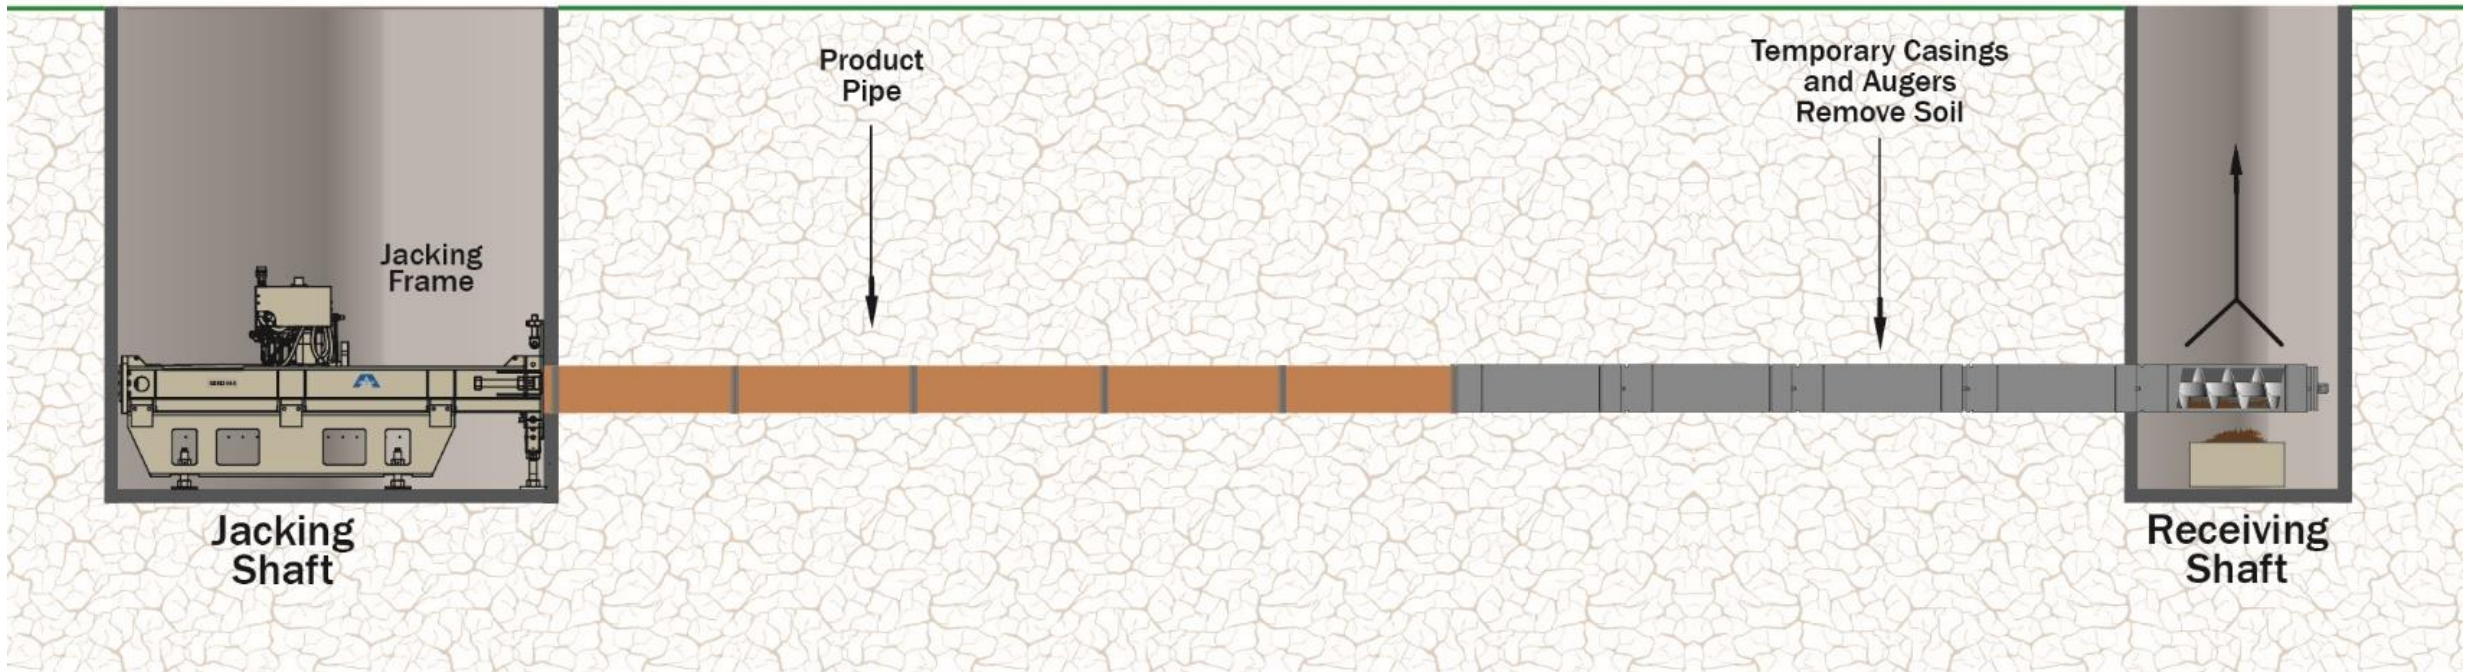 Product
Pipe
Temporary Casings
and Augers
Remove Soil
Jacking
Frame
Jacking
Shaft
Receiving
Shaft